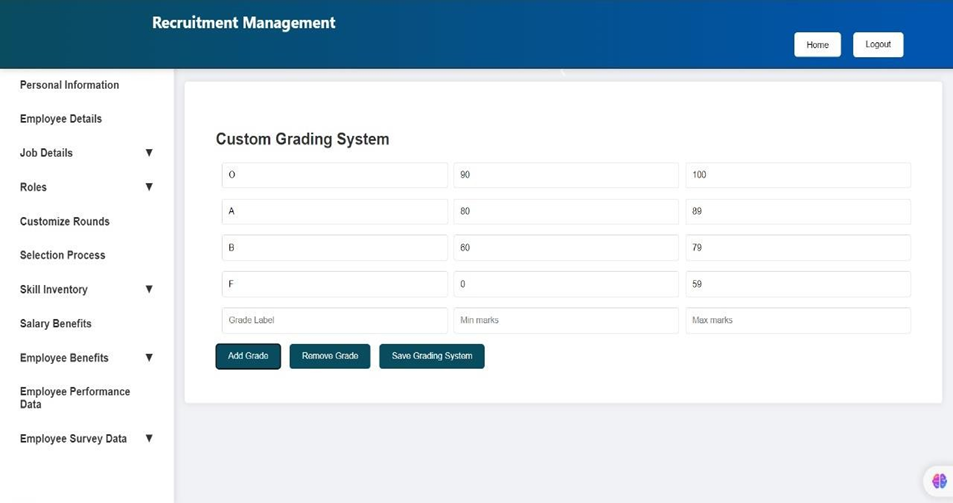 Recruitment Management
Home Logout
Personal Information
Employee Details
Job Details ▼
Roles ▼
Customize Rounds
Selection Process
Skill Inventory ▼
Salary Benefits
Employee Benefits ▼
Employee Performance
Data
Employee Survey Data ▼
Custom Grading System
O 90 100
A 80 89
B 60 79
F 0 59
Grade Label Min marks Max marks
Add Grade Remove Grade Save Grading System